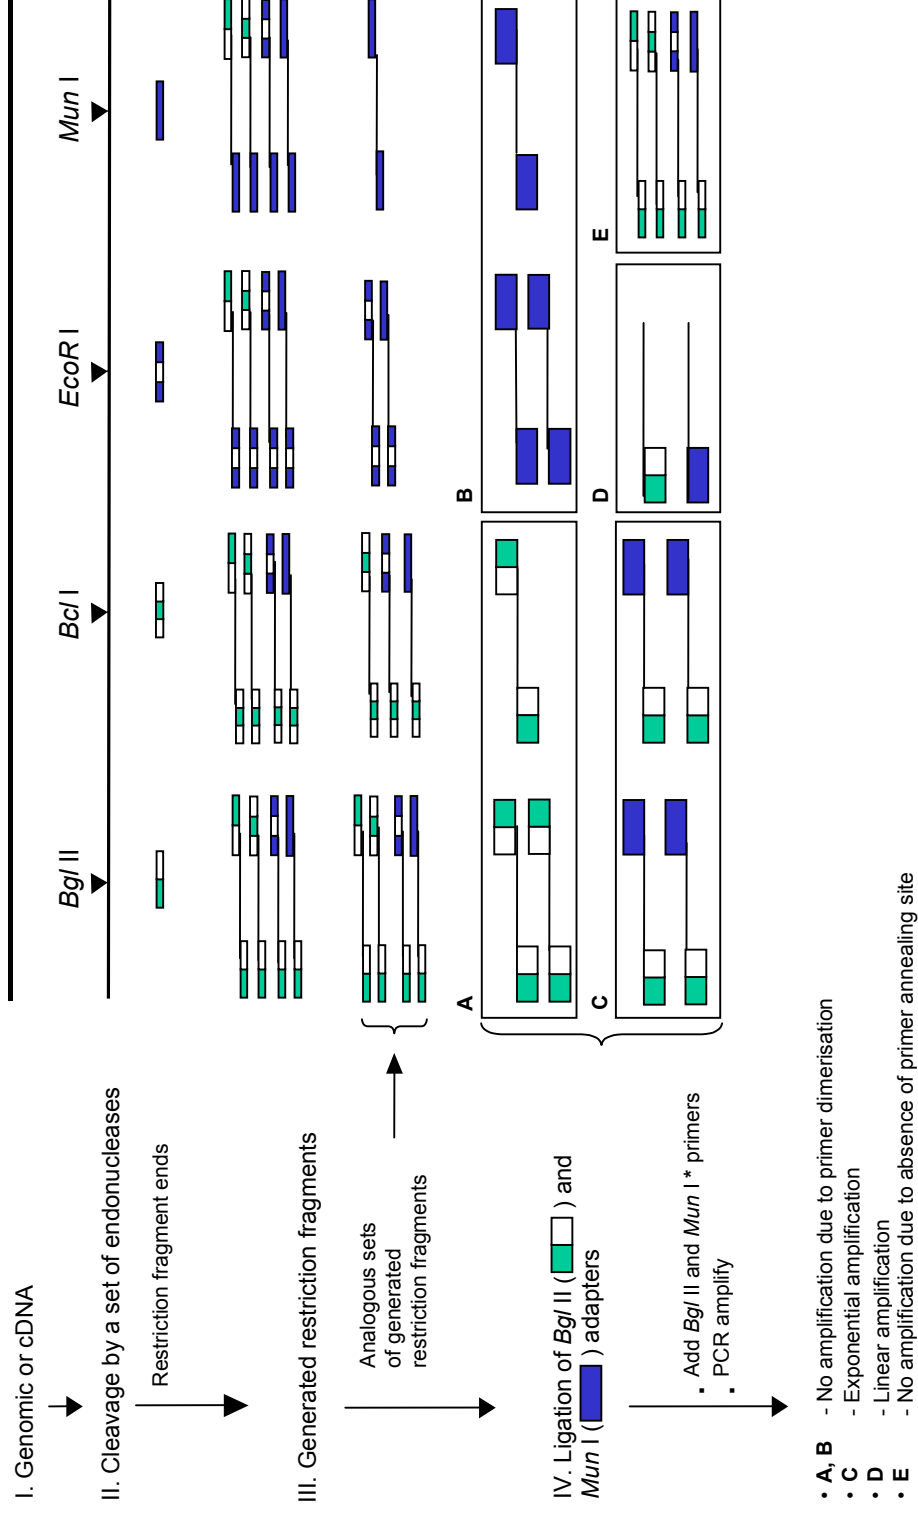 I. Genomic or cDNA
II. Cleavage by a set of endonucleases
Bgl II
Bcl I
EcoR I
Mun I
Restriction fragment ends
III. Generated restriction fragments
Analogous sets
of generated
restriction fragments
IV. Ligation of Bgl II ( ) and
Mun I ( ) adapters
A
B
C
D
E
▪ Add Bgl II and Mun I * primers
▪ PCR amplify
• A, B - No amplification due to primer dimerisation
• C - Exponential amplification
• D - Linear amplification
• E - No amplification due to absence of primer annealing site